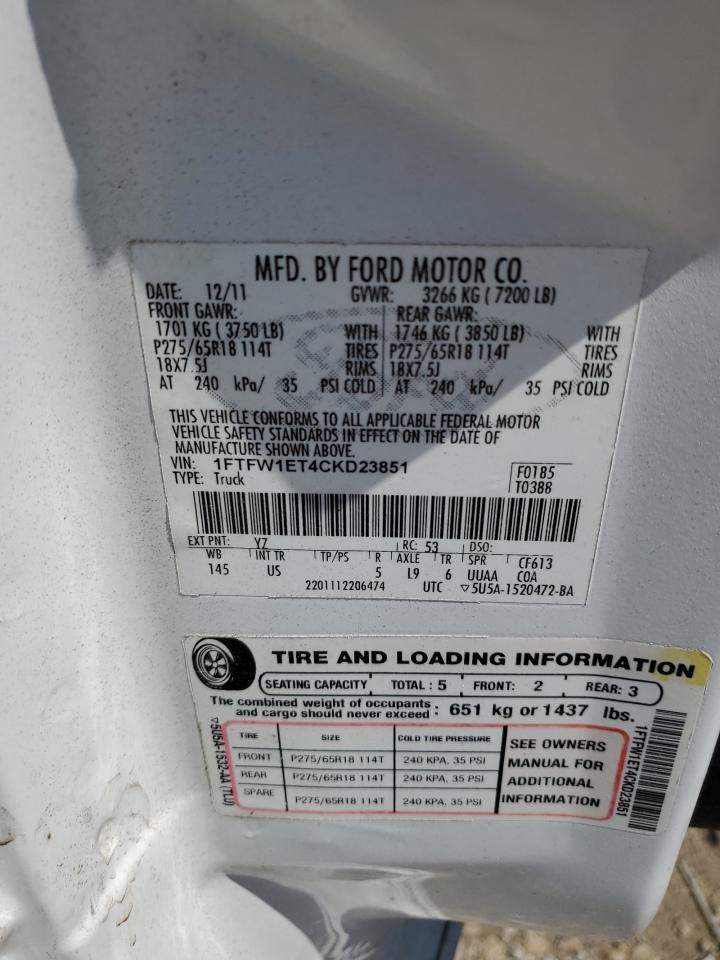 MFD. BY FORD MOTOR CO.
DATE: 12/11 GVWR: 3266 KG ( 7200 LB)
FRONT GAWR: REAR GAWR:
1701 KG ( 3750 LB) WITH 1746 KG ( 3850 LB) WITH
P275/65R18 114T TIRES P275/65R18 114T TIRES
18X7.5J RIMS 18X7.5J RIMS
AT 240 kPa/ 35 PSI COLD AT 240 kPa/ 35 PSI COLD
THIS VEHICLE CONFORMS TO ALL APPLICABLE FEDERAL MOTOR
VEHICLE SAFETY STANDARDS IN EFFECT ON THE DATE OF
MANUFACTURE SHOWN ABOVE.
VIN: 1FTFW1ET4CKD23851 F0185
TYPE: Truck T0388
EXT PNT: YZ RC: 53 DSO:
WB INT TR TP/PS R AXLE TR SPR CF613
145 US 5 L9 6 UUAA COA
2201112206474 UTC ▽5U5A-1520472-BA
TIRE AND LOADING INFORMATION
SEATING CAPACITY TOTAL : 5 FRONT: 2 REAR: 3
The combined weight of occupants
and cargo should never exceed : 651 kg or 1437 lbs.
TIRE SIZE COLD TIRE PRESSURE
FRONT P275/65R18 114T 240 KPA, 35 PSI
REAR P275/65R18 114T 240 KPA, 35 PSI
SPARE P275/65R18 114T 240 KPA, 35 PSI
SEE OWNERS
MANUAL FOR
ADDITIONAL
INFORMATION
▽5U5A-1532-AA (7LU)
1FTFW1ET4CKD23851